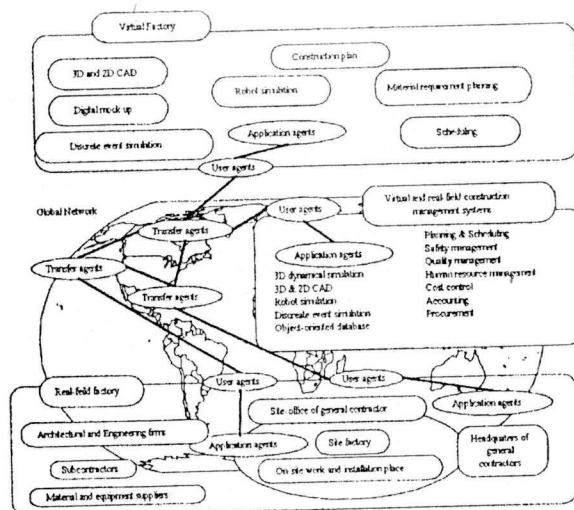 Virtual Factory
Construction plan
3D and 2D CAD
Robot simulation
Material requirement planning
Digital mock up
Application agents
Scheduling
Discrete event simulation
User agents
Global Network
User agents
Virtual and real-field construction
management systems
Transfer agents
Planning & Scheduling
Safety management
Quality management
Human resource management
Cost control
Accounting
Procurement
Application agents
3D dynamical simulation
3D & 2D CAD
Robot simulation
Discreate event simulation
Object-oriented database
Transfer agents
Transfer agents
User agents
User agents
Real-field factory
Site-office of general contractor
Application agents
Architectural and Engineering firms
Application agents
Site factory
Headquaters of
general
contractors
Subcontractors
On-site work and installation place
Material and equipment suppliers